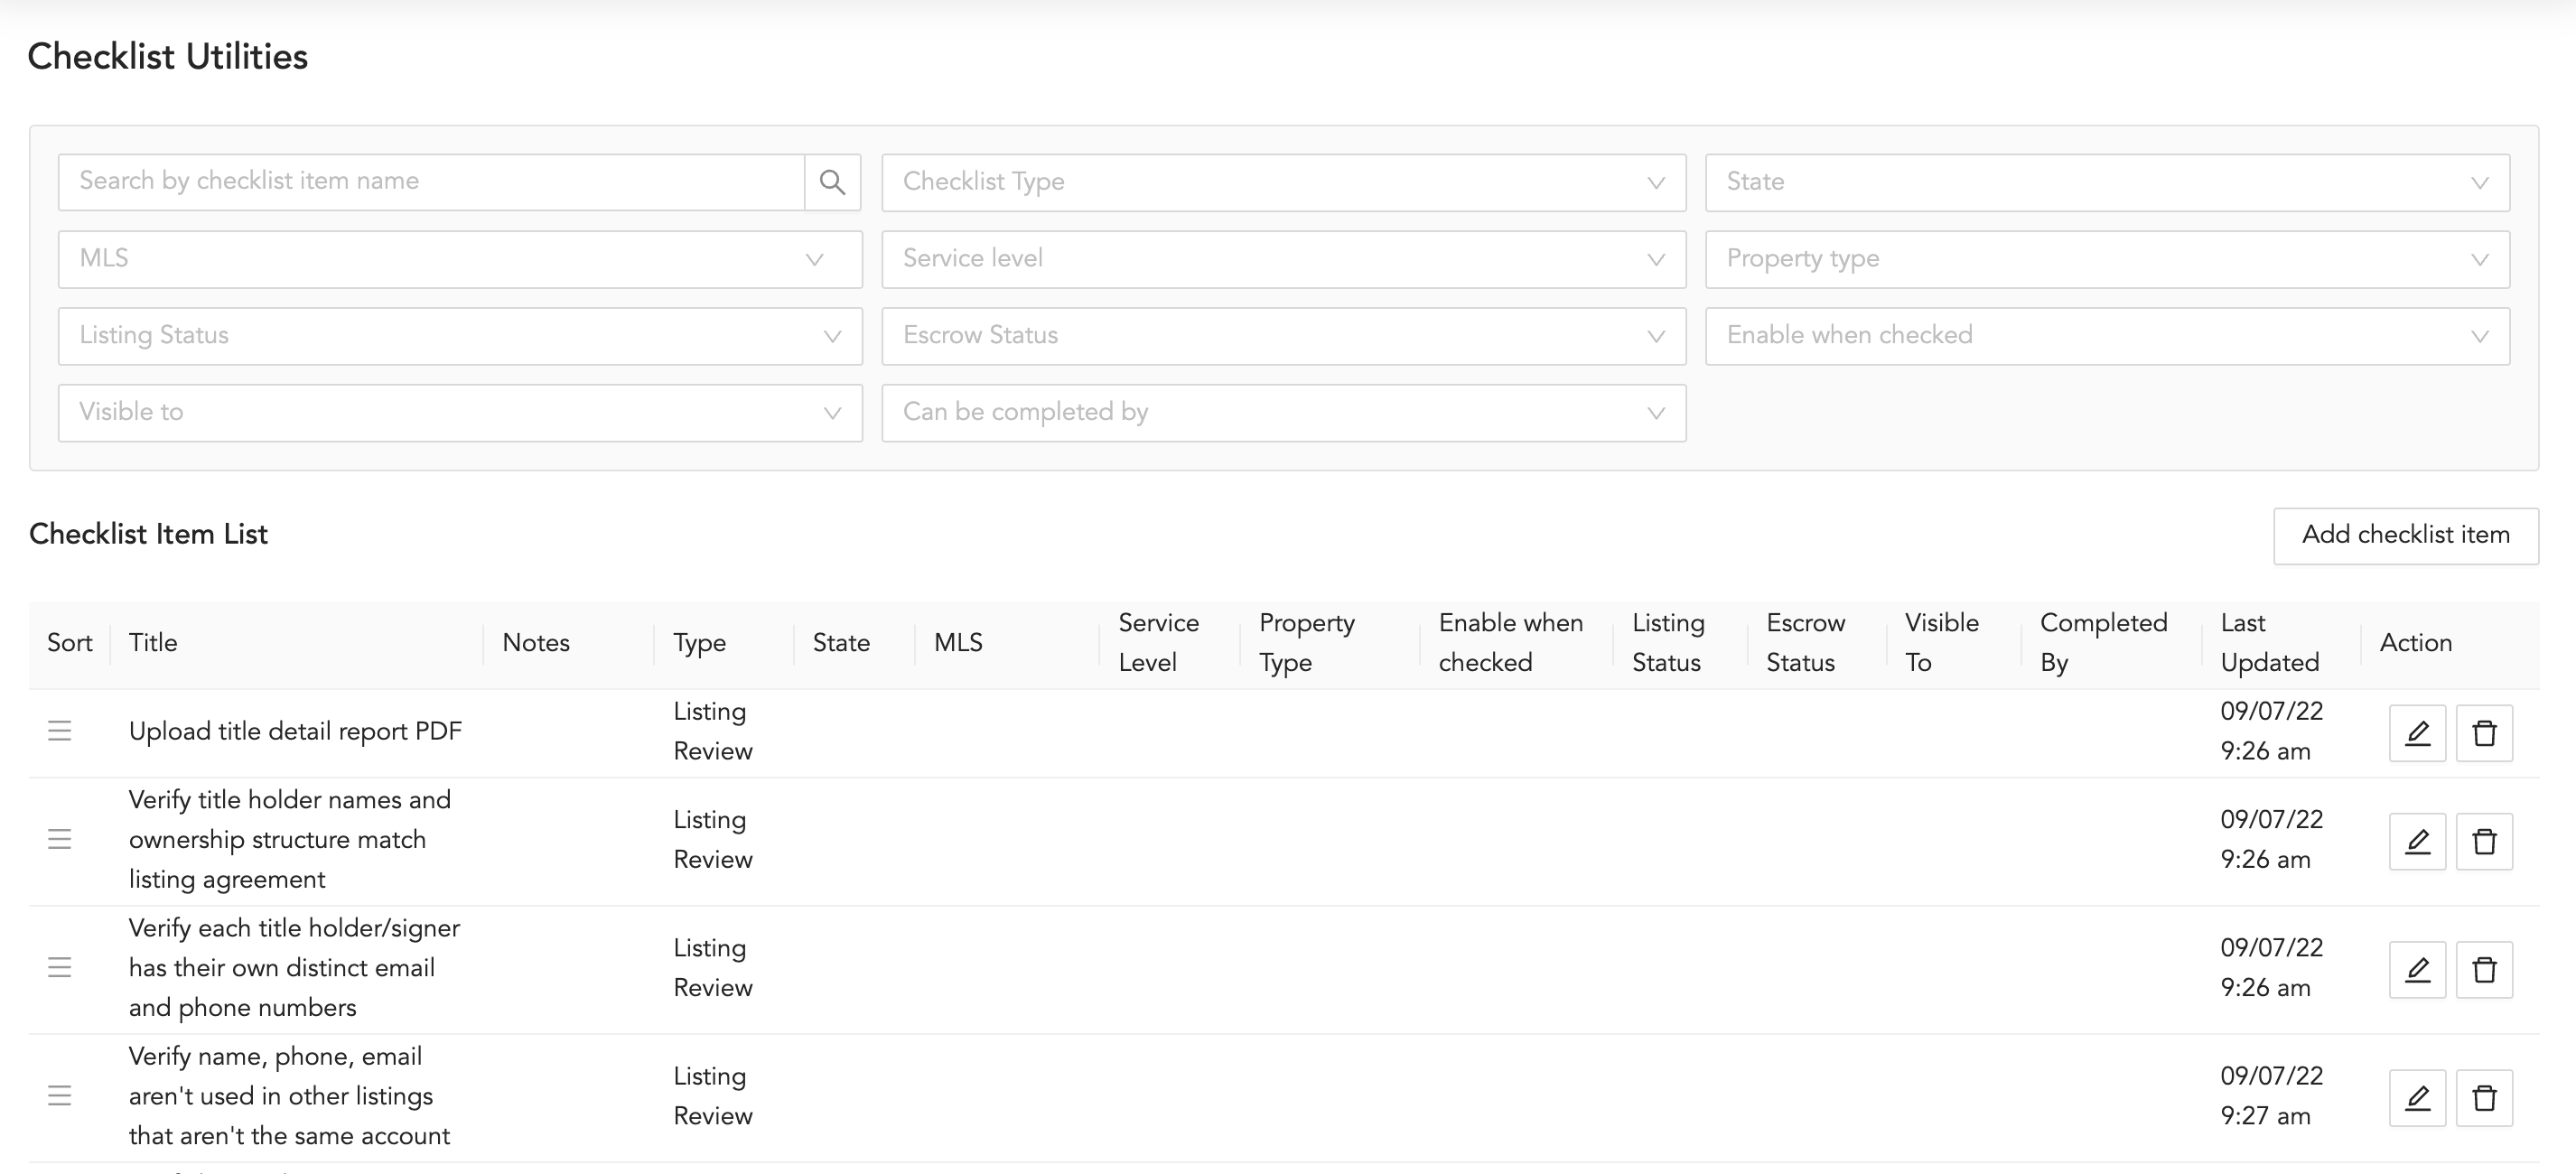 Checklist Utilities
Search by checklist item name
Checklist Type
State
MLS
Service level
Property type
Listing Status
Escrow Status
Enable when checked
Visible to
Can be completed by
Checklist Item List
Add checklist item
Sort
Title
Notes
Type
State
MLS
Service
Level
Property
Type
Enable when
checked
Listing
Status
Escrow
Status
Visible
To
Completed
By
Last
Updated
Action
Upload title detail report PDF
Listing
Review
09/07/22
9:26 am
Verify title holder names and
ownership structure match
listing agreement
Listing
Review
09/07/22
9:26 am
Verify each title holder/signer
has their own distinct email
and phone numbers
Listing
Review
09/07/22
9:26 am
Verify name, phone, email
aren't used in other listings
that aren't the same account
Listing
Review
09/07/22
9:27 am